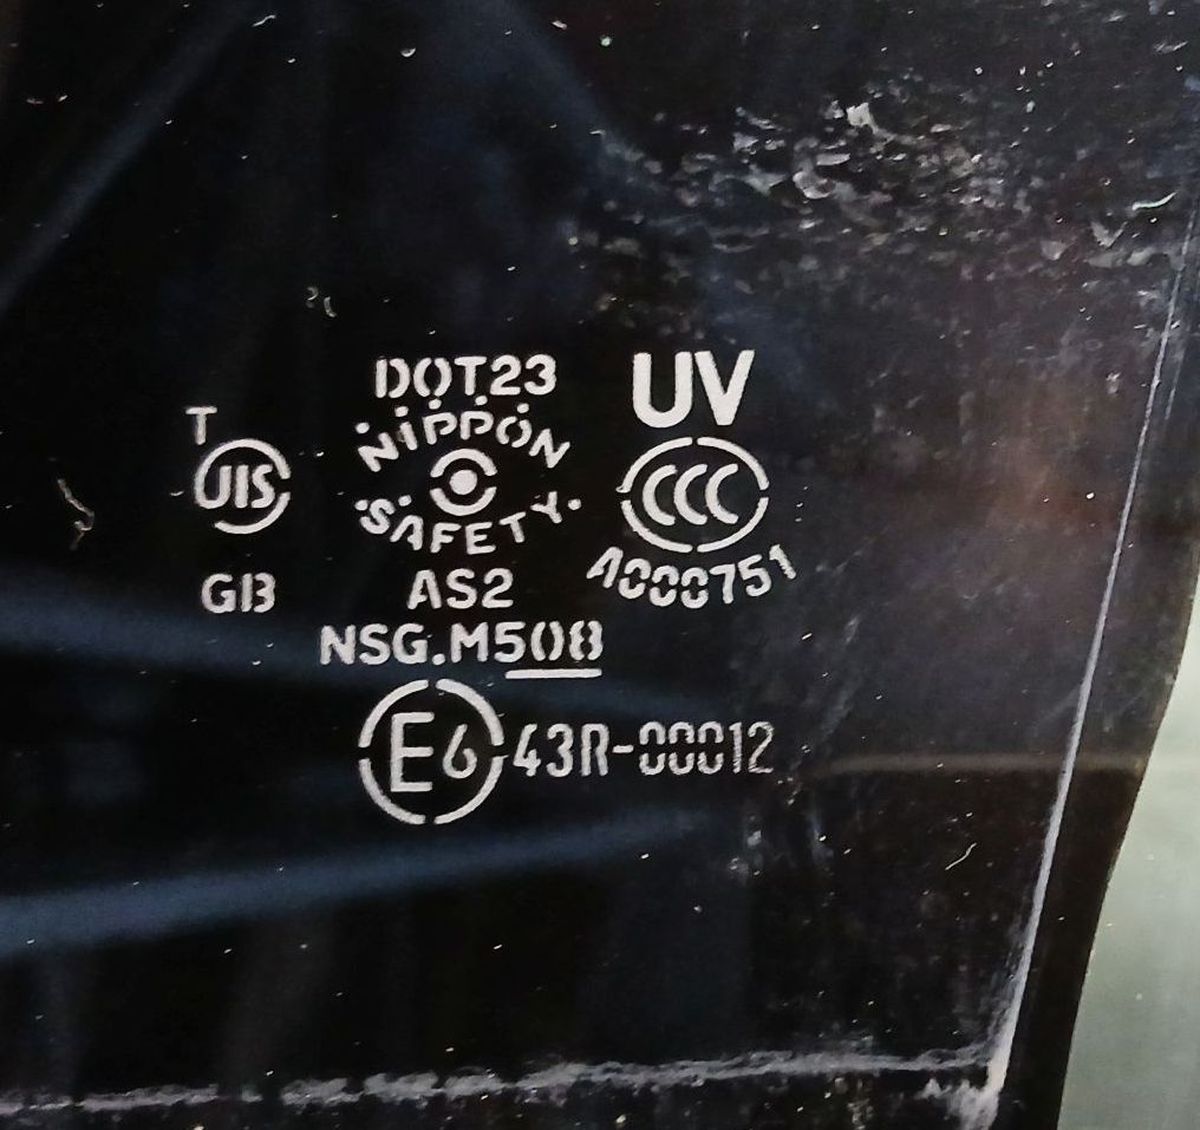 DOT23
UV
NIPPON
T
JIS
CCC
SAFETY
A000751
GB
AS2
NSG.M508
E6 43R-00012